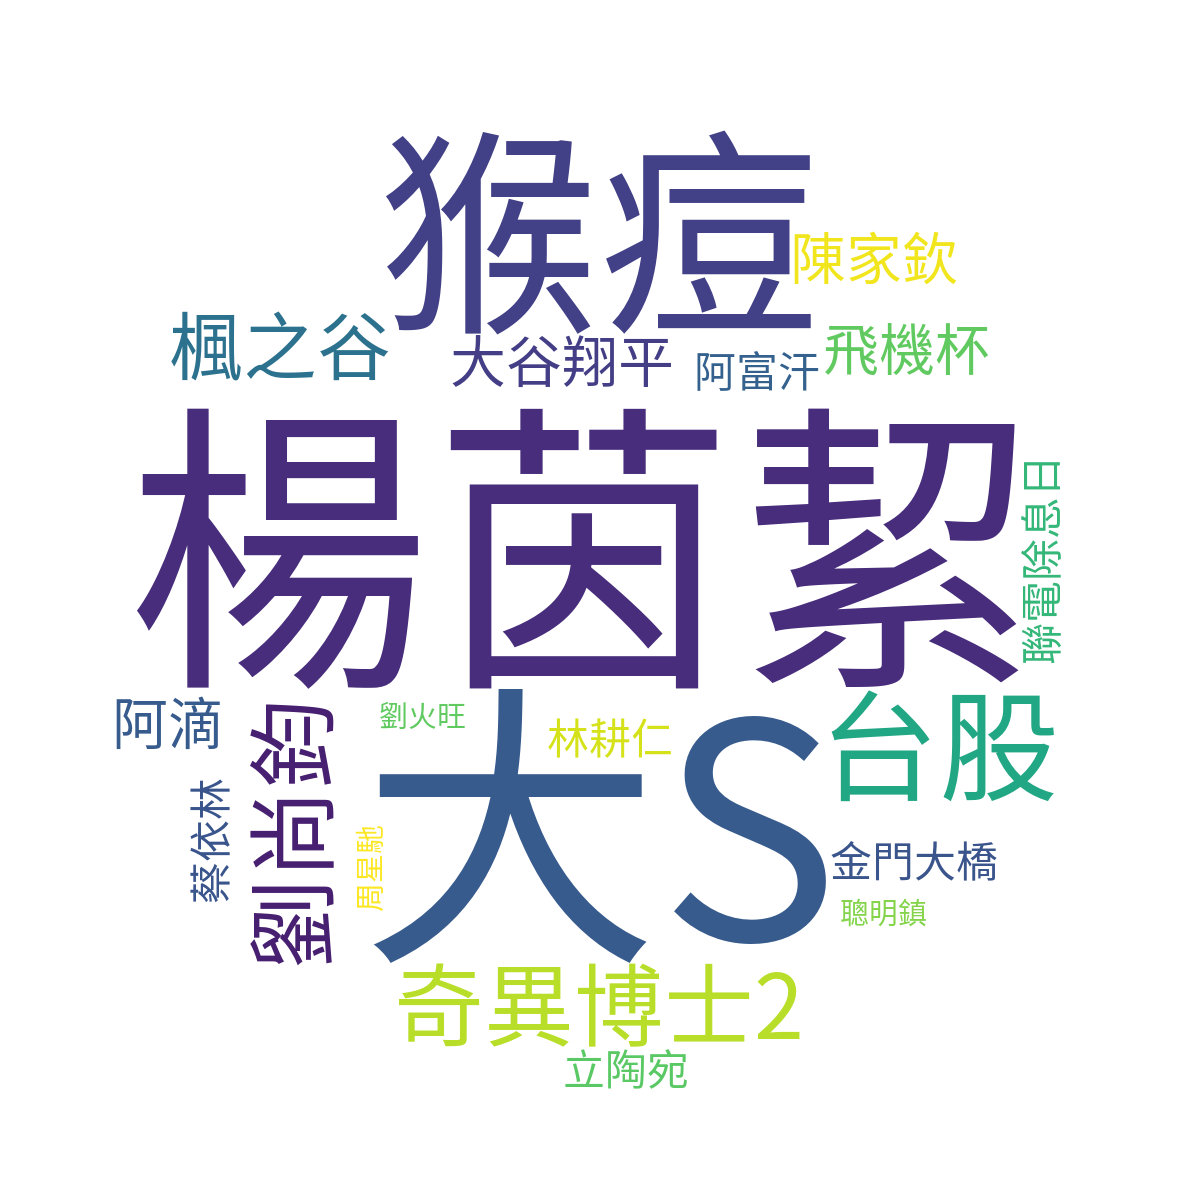 猴痘
陳家欽
楓之谷
大谷翔平
阿富汗
飛機杯
楊茵絜
聯電除息日
阿滴
劉尚鈞
劉火旺
大S
林耕仁
台股
蔡依林
周星馳
金門大橋
聰明鎮
奇異博士2
立陶宛